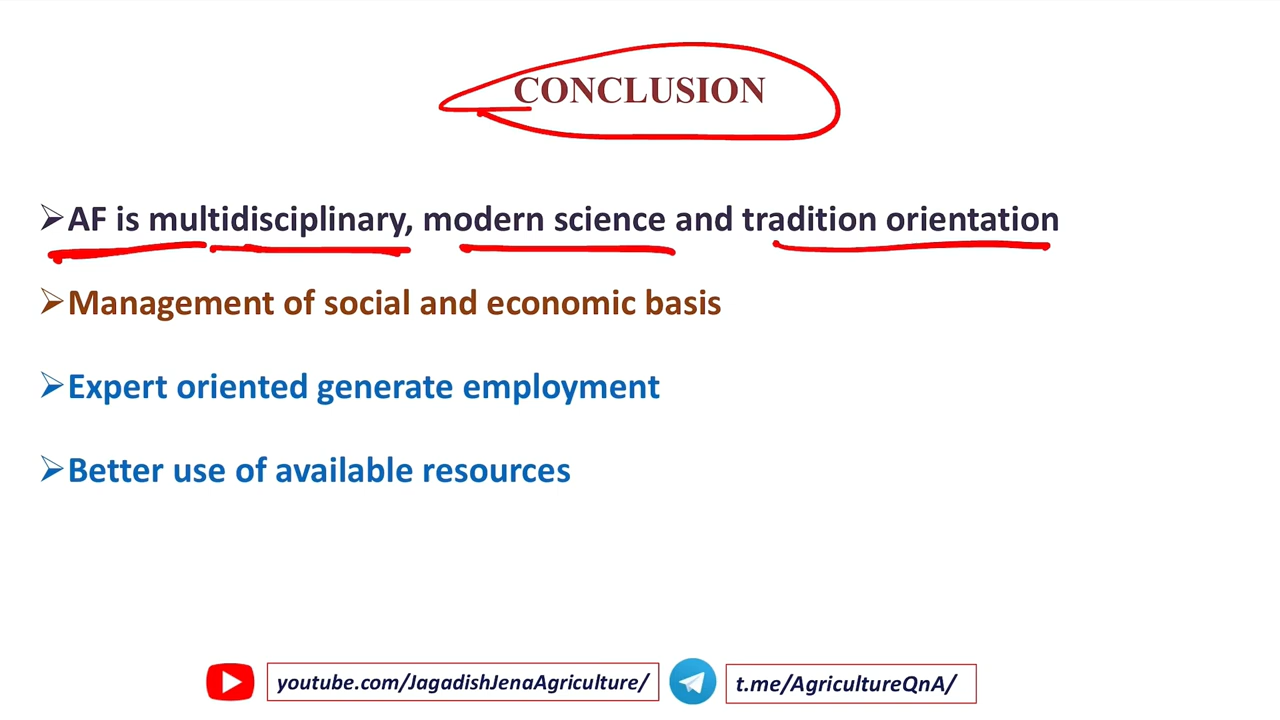 CONCLUSION
➢AF is multidisciplinary, modern science and tradition orientation
➢Management of social and economic basis
➢Expert oriented generate employment
➢Better use of available resources
youtube.com/JagadishJenaAgriculture/
t.me/AgricultureQnA/